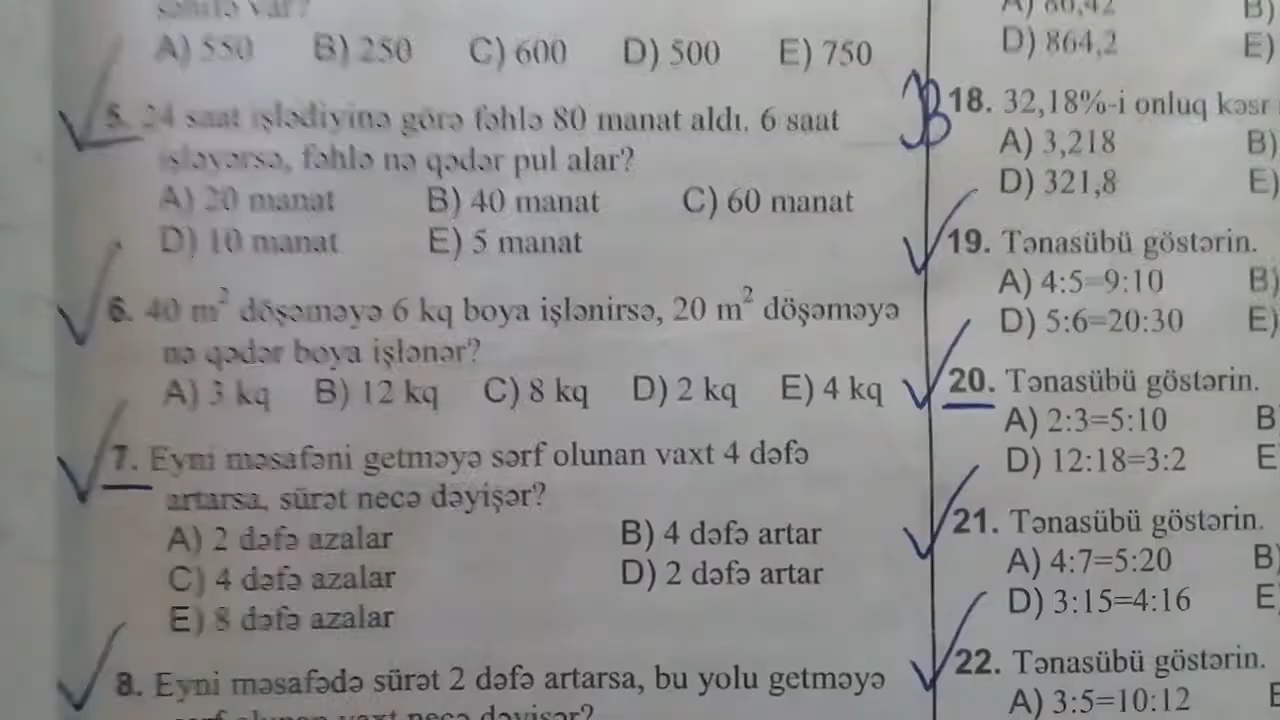 A) 550 B) 250 C) 600 D) 500 E) 750
5. 24 saat işlədiyinə görə fəhlə 80 manat aldı. 6 saat
işləyərsə, fəhlə nə qədər pul alar?
A) 20 manat B) 40 manat C) 60 manat
D) 10 manat E) 5 manat
6. 40 m² döşəməyə 6 kq boya işlənirsə, 20 m² döşəməyə
nə qədər boya işlənər?
A) 3 kq B) 12 kq C) 8 kq D) 2 kq E) 4 kq
7. Eyni məsafəni getməyə sərf olunan vaxt 4 dəfə
artarsa, sürət necə dəyişər?
A) 2 dəfə azalar B) 4 dəfə artar
C) 4 dəfə azalar D) 2 dəfə artar
E) 8 dəfə azalar
8. Eyni məsafədə sürət 2 dəfə artarsa, bu yolu getməyə
sərf olunan vaxt necə dəyişər?
A) 80,42 B)
D) 864,2 E)
18. 32,18%-i onluq kəsr
A) 3,218 B)
D) 321,8 E)
19. Tənasübü göstərin.
A) 4:5=9:10 B)
D) 5:6=20:30 E)
20. Tənasübü göstərin.
A) 2:3=5:10 B
D) 12:18=3:2 E
21. Tənasübü göstərin.
A) 4:7=5:20 B)
D) 3:15=4:16 E
22. Tənasübü göstərin.
A) 3:5=10:12